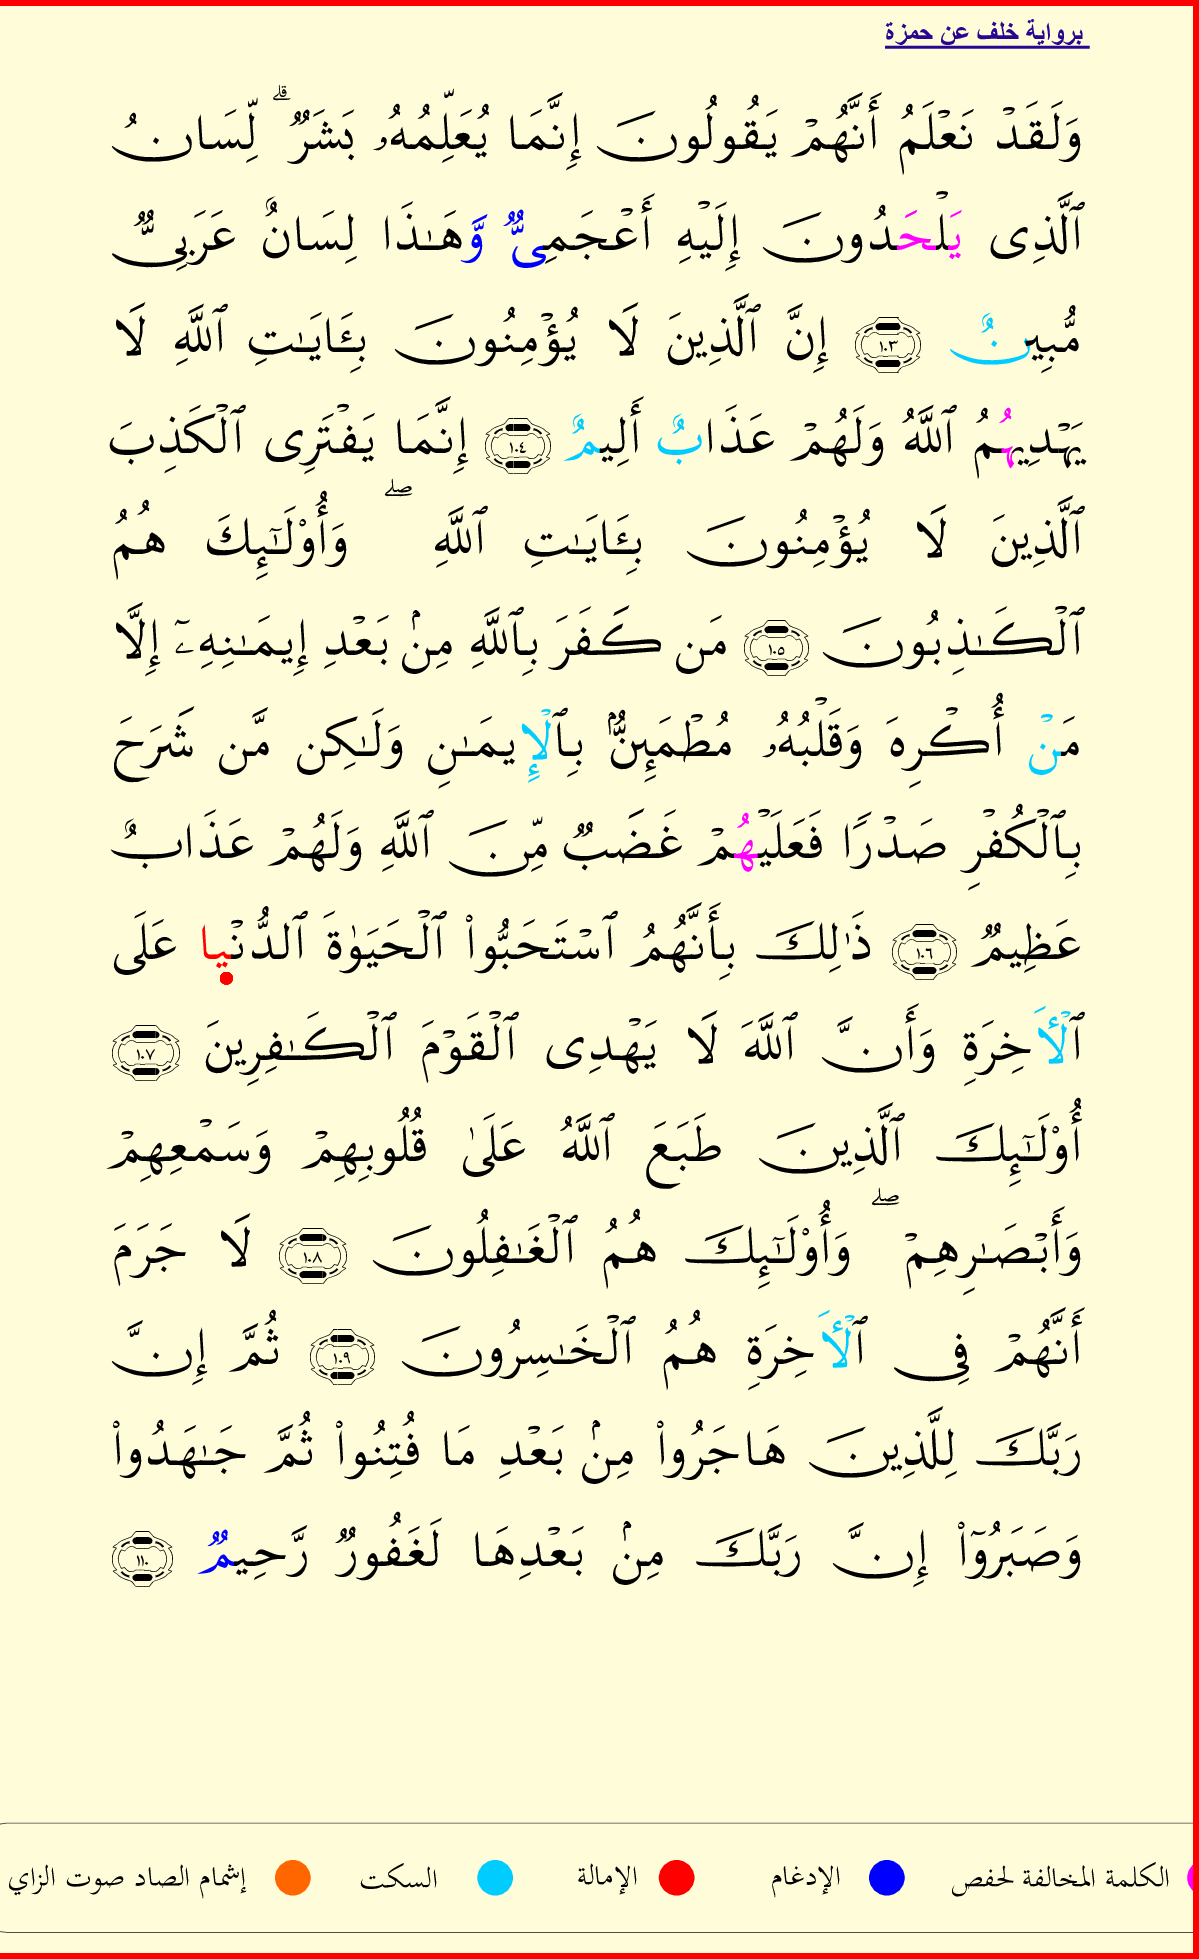 برواية خلف عن حمزة
وَلَقَدْ نَعْلَمُ أَنَّهُمْ يَقُولُونَ إِنَّمَا يُعَلِّمُهُۥ بَشَرٌ ۗ لِّسَانُ
ٱلَّذِى يَلْحَدُونَ إِلَيْهِ أَعْجَمِىٌّ وَّهَـٰذَا لِسَانٌ عَرَبِىٌّ
مُّبِينٌ ١٠٣ إِنَّ ٱلَّذِينَ لَا يُؤْمِنُونَ بِـَٔايَـٰتِ ٱللَّهِ لَا
يَهْدِيهُمُ ٱللَّهُ وَلَهُمْ عَذَابٌ أَلِيمٌ ١٠٤ إِنَّمَا يَفْتَرِى ٱلْكَذِبَ
ٱلَّذِينَ لَا يُؤْمِنُونَ بِـَٔايَـٰتِ ٱللَّهِ ۖ وَأُوْلَـٰٓئِكَ هُمُ
ٱلْكَـٰذِبُونَ ١٠٥ مَن كَفَرَ بِٱللَّهِ مِنۢ بَعْدِ إِيمَـٰنِهِۦٓ إِلَّا
مَنْ أُكْرِهَ وَقَلْبُهُۥ مُطْمَئِنٌّۢ بِٱلْإِيمَـٰنِ وَلَـٰكِن مَّن شَرَحَ
بِٱلْكُفْرِ صَدْرًا فَعَلَيْهُمْ غَضَبٌ مِّنَ ٱللَّهِ وَلَهُمْ عَذَابٌ
عَظِيمٌ ١٠٦ ذَٰلِكَ بِأَنَّهُمُ ٱسْتَحَبُّوا۟ ٱلْحَيَوٰةَ ٱلدُّنْيا عَلَى
ٱلْأَخِرَةِ وَأَنَّ ٱللَّهَ لَا يَهْدِى ٱلْقَوْمَ ٱلْكَـٰفِرِينَ ١٠٧
أُوْلَـٰٓئِكَ ٱلَّذِينَ طَبَعَ ٱللَّهُ عَلَىٰ قُلُوبِهِمْ وَسَمْعِهِمْ
وَأَبْصَـٰرِهِمْ ۖ وَأُوْلَـٰٓئِكَ هُمُ ٱلْغَـٰفِلُونَ ١٠٨ لَا جَرَمَ
أَنَّهُمْ فِى ٱلْأَخِرَةِ هُمُ ٱلْخَـٰسِرُونَ ١٠٩ ثُمَّ إِنَّ
رَبَّكَ لِلَّذِينَ هَاجَرُوا۟ مِنۢ بَعْدِ مَا فُتِنُوا۟ ثُمَّ جَـٰهَدُوا۟
وَصَبَرُوٓا۟ إِنَّ رَبَّكَ مِنۢ بَعْدِهَا لَغَفُورٌ رَّحِيمٌ ١١٠
الكلمة المخالفة لحفص الإدغام الإمالة السكت إشمام الصاد صوت الزاي